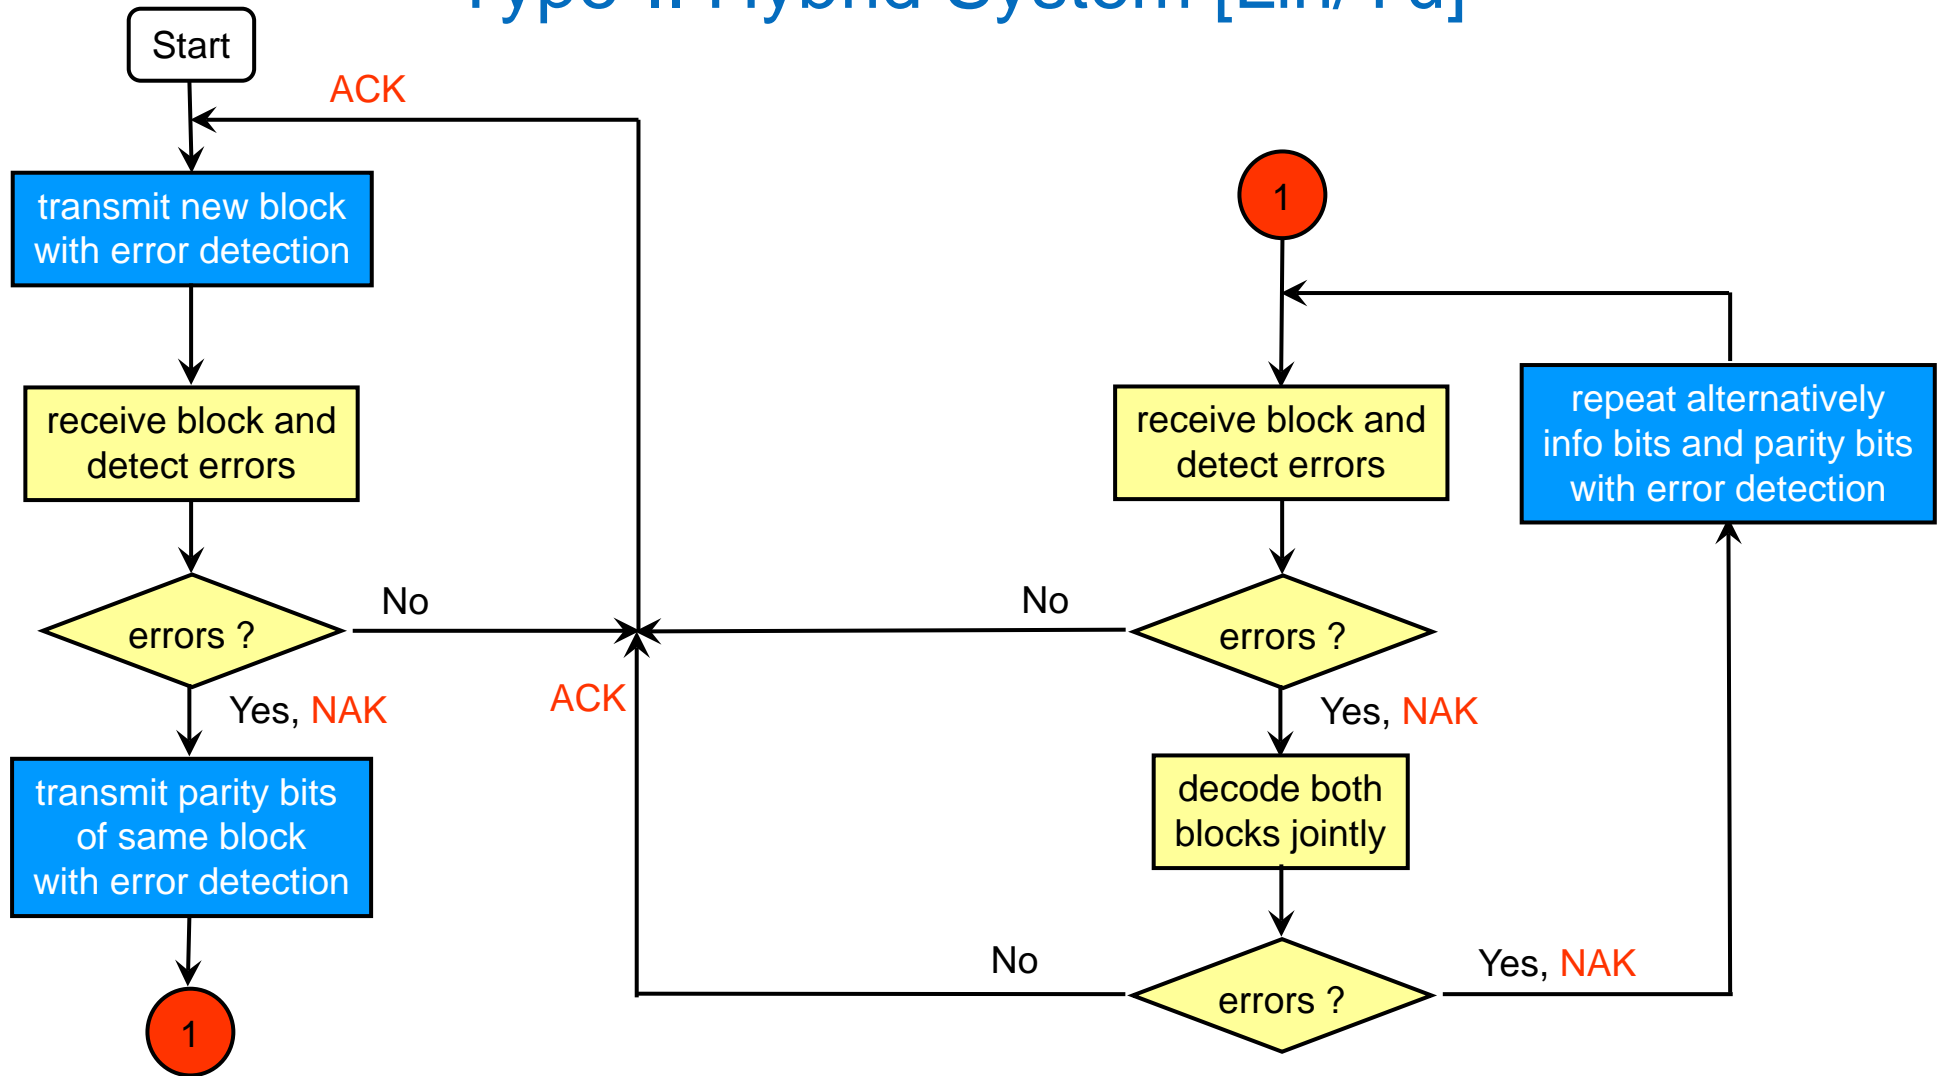 Hybrid System
Start
ACK
transmit new block
with error detection
receive block and
detect errors
errors ?
No
Yes, NAK
transmit parity bits
of same block
with error detection
1
ACK
1
receive block and
detect errors
No
errors ?
Yes, NAK
decode both
blocks jointly
No
errors ?
Yes, NAK
repeat alternatively
info bits and parity bits
with error detection